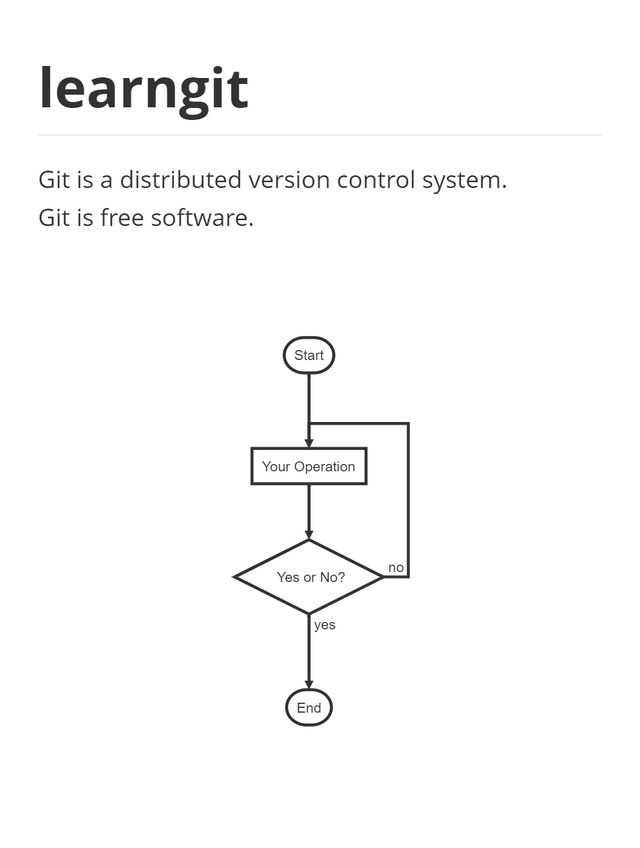 learngit
Git is a distributed version control system.
Git is free software.
Start
Your Operation
Yes or No?
no
yes
End